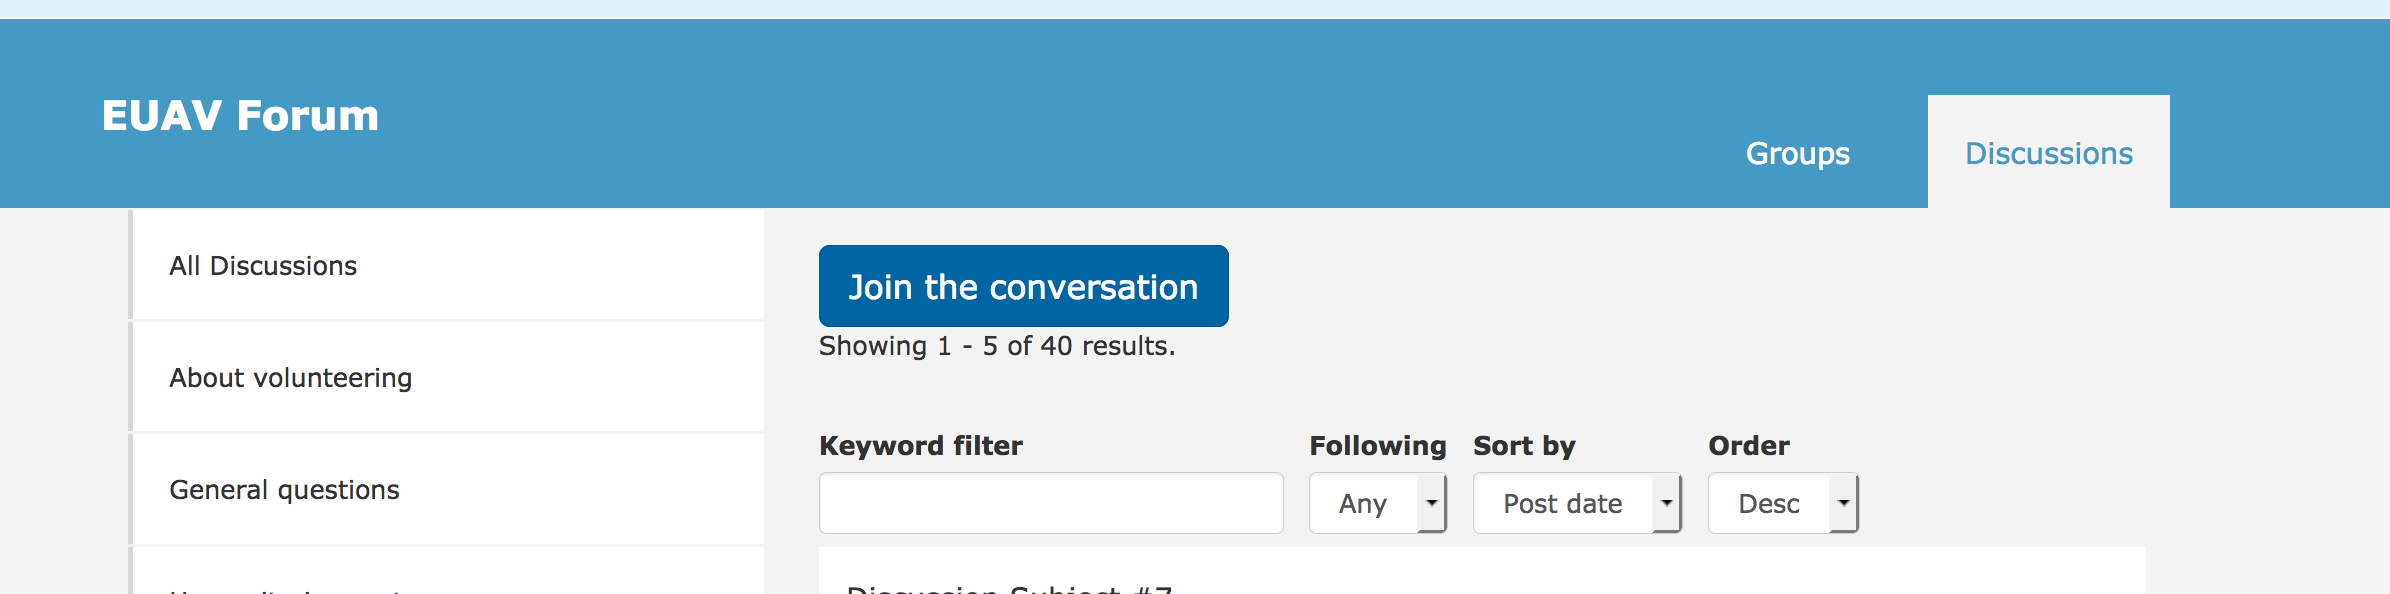 EUAV Forum
Groups
Discussions
All Discussions
About volunteering
General questions
Join the conversation
Showing 1 - 5 of 40 results.
Keyword filter
Following
Sort by
Order
Any
Post date
Desc
Discussion Subject #7